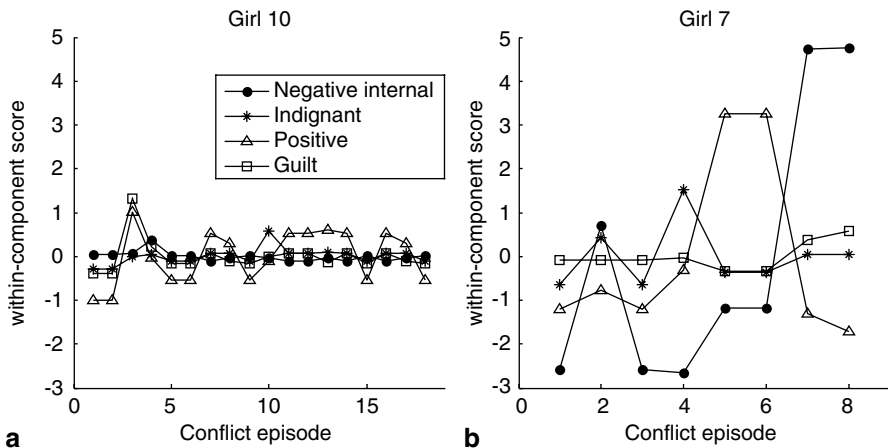 Girl 10
5
4
3
2
1
0
-1
-2
-3
within-component score
Negative internal
Indignant
Positive
Guilt
0 5 10 15
Conflict episode
a
Girl 7
5
4
3
2
1
0
-1
-2
-3
within-component score
0 2 4 6 8
Conflict episode
b